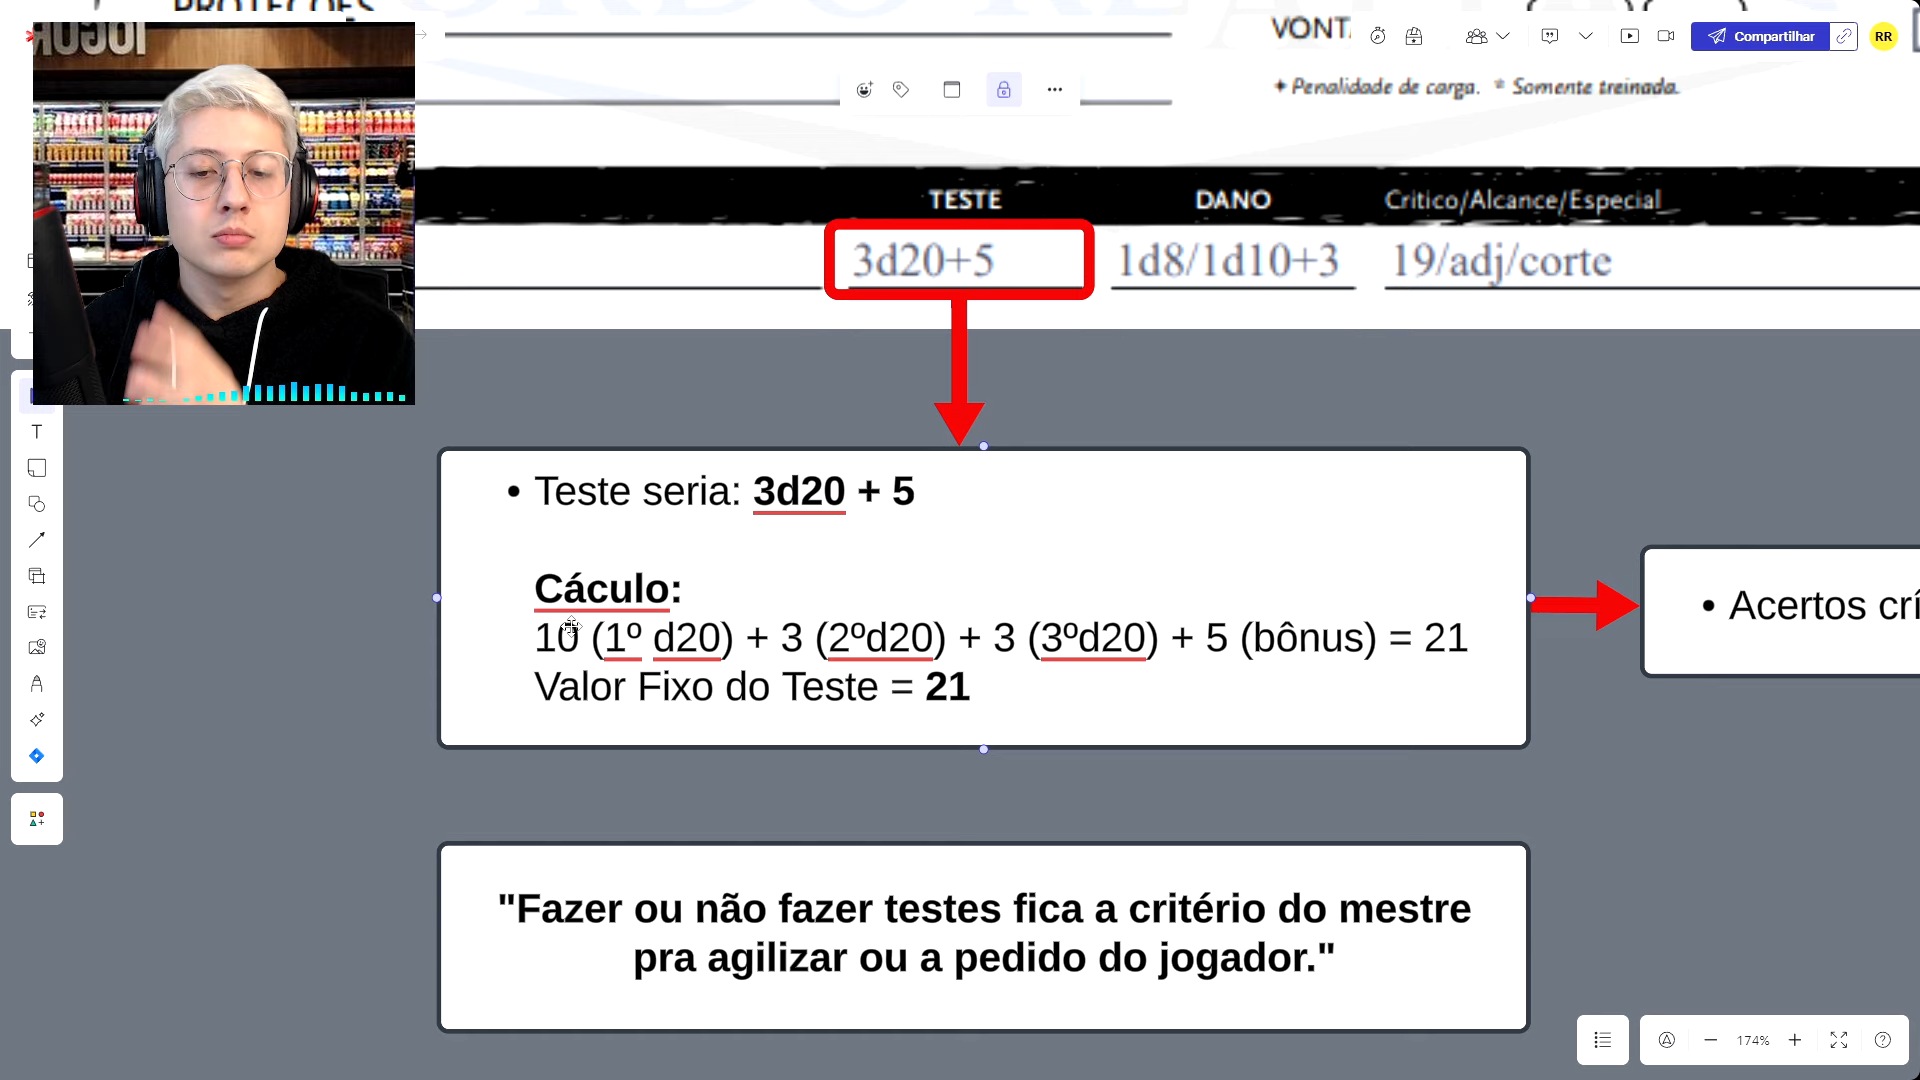 PROTEÇÕES
JOGOR
Compartilhar
RR
+ Penalidade de carga. * Somente treinada.
TESTE DANO Crítico/Alcance/Especial
3d20+5 1d8/1d10+3 19/adj/corte
• Teste seria: 3d20 + 5
Cáculo:
10 (1º d20) + 3 (2ºd20) + 3 (3ºd20) + 5 (bônus) = 21
Valor Fixo do Teste = 21
• Acertos crí
"Fazer ou não fazer testes fica a critério do mestre
pra agilizar ou a pedido do jogador."
174%